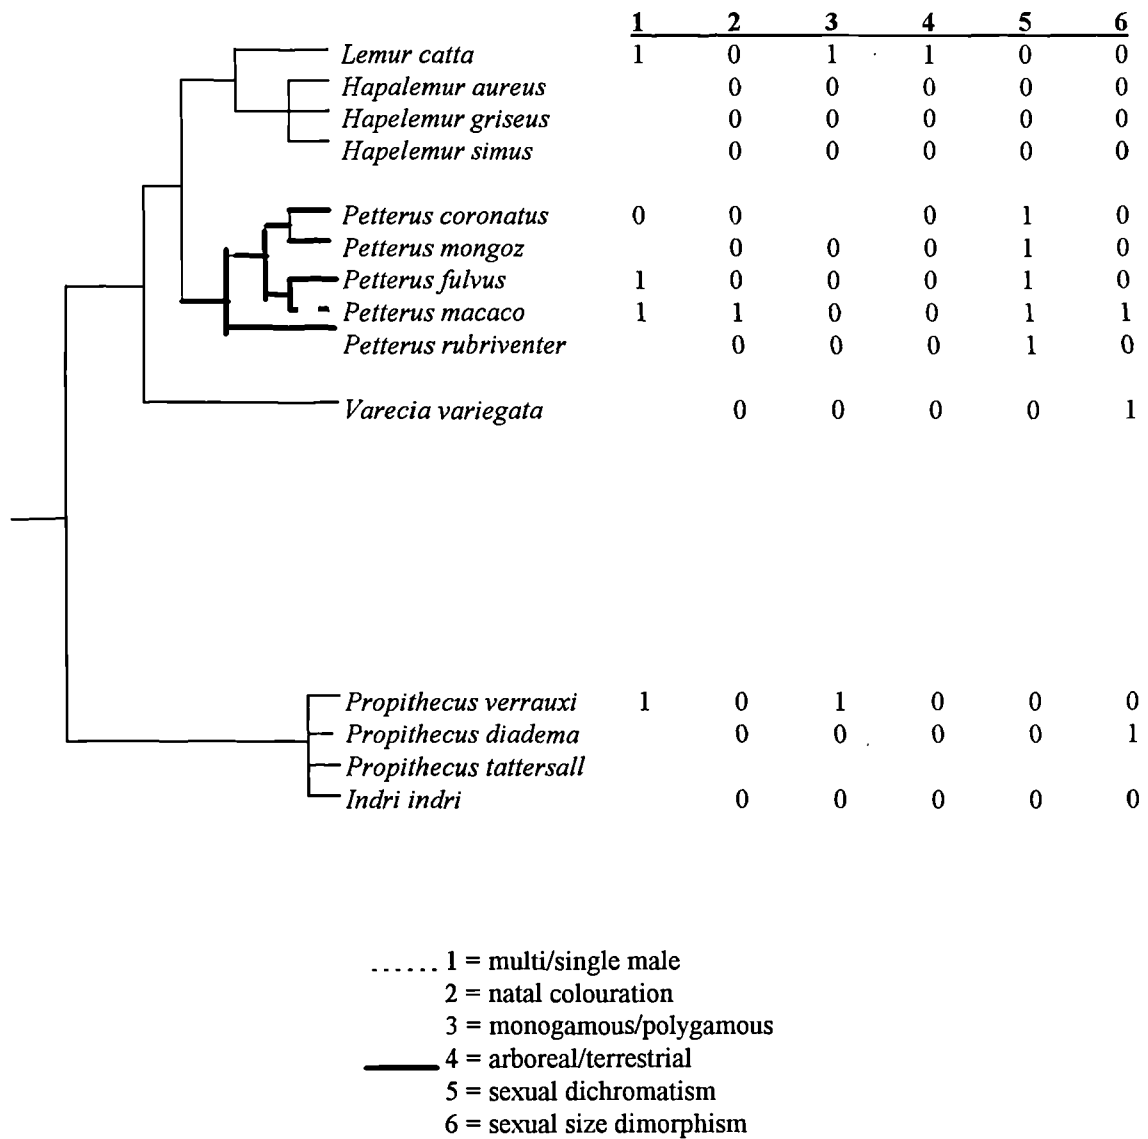 1 2 3 4 5 6
Lemur catta 1 0 1 1 0 0
Hapalemur aureus 0 0 0 0 0
Hapelemur griseus 0 0 0 0 0
Hapelemur simus 0 0 0 0 0
Petterus coronatus 0 0 0 1 0
Petterus mongoz 0 0 0 1 0
Petterus fulvus 1 0 0 0 1 0
Petterus macaco 1 1 0 0 1 1
Petterus rubriventer 0 0 0 1 0
Varecia variegata 0 0 0 0 1
Propithecus verrauxi 1 0 1 0 0 0
Propithecus diadema 0 0 0 0 1
Propithecus tattersall
Indri indri 0 0 0 0 0
1 = multi/single male
2 = natal colouration
3 = monogamous/polygamous
4 = arboreal/terrestrial
5 = sexual dichromatism
6 = sexual size dimorphism